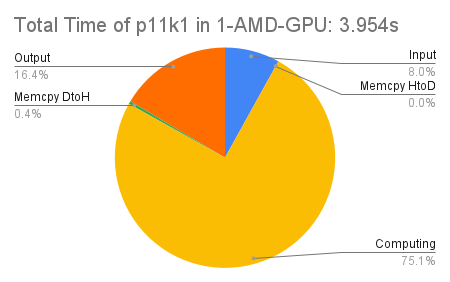 Total Time of p11k1 in 1-AMD-GPU: 3.954s
Output
16.4%
Memcpy DtoH
0.4%
Input
8.0%
Memcpy HtoD
0.0%
Computing
75.1%